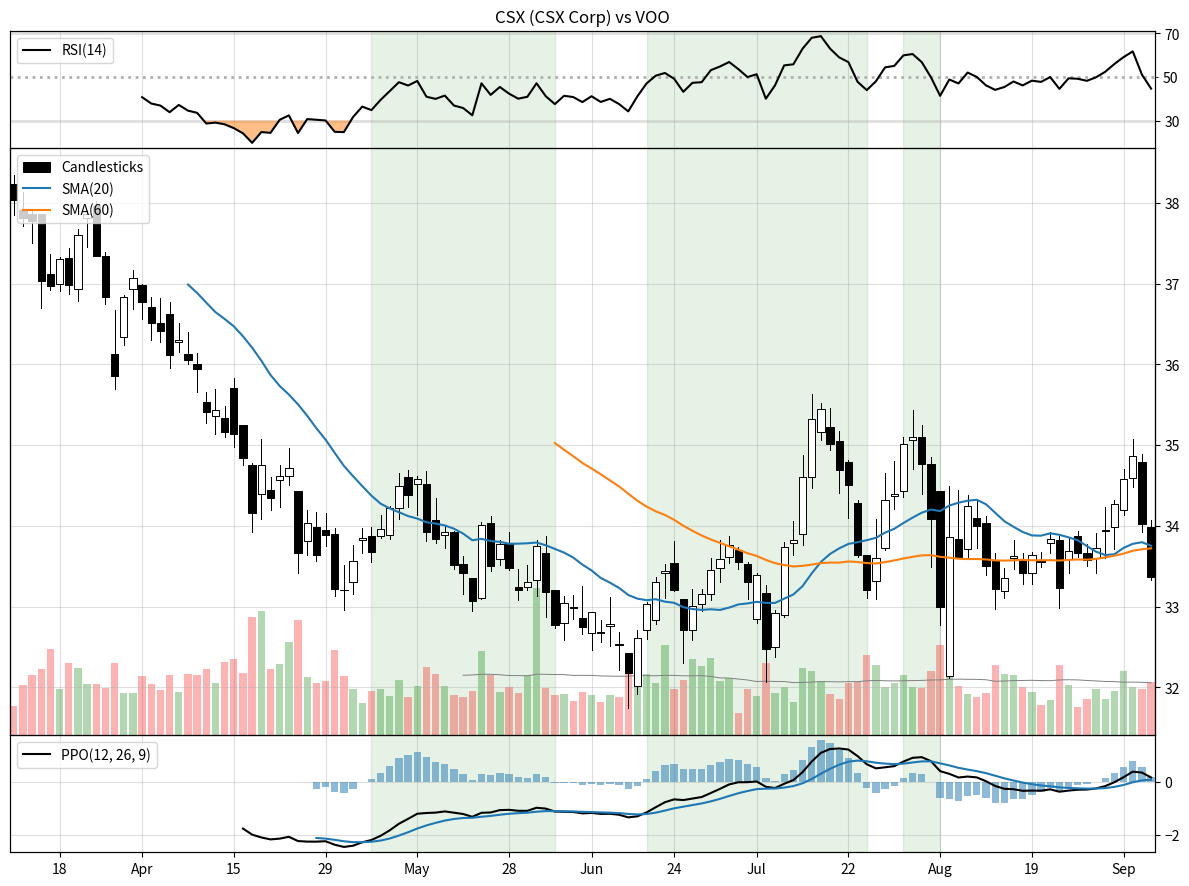 CSX (CSX Corp) vs VOO
RSI(14)
70
50
30
Candlesticks
SMA(20)
SMA(60)
38
37
36
35
34
33
32
PPO(12, 26, 9)
0
−2
18 Apr 15 29 May 28 Jun 24 Jul 22 Aug 19 Sep